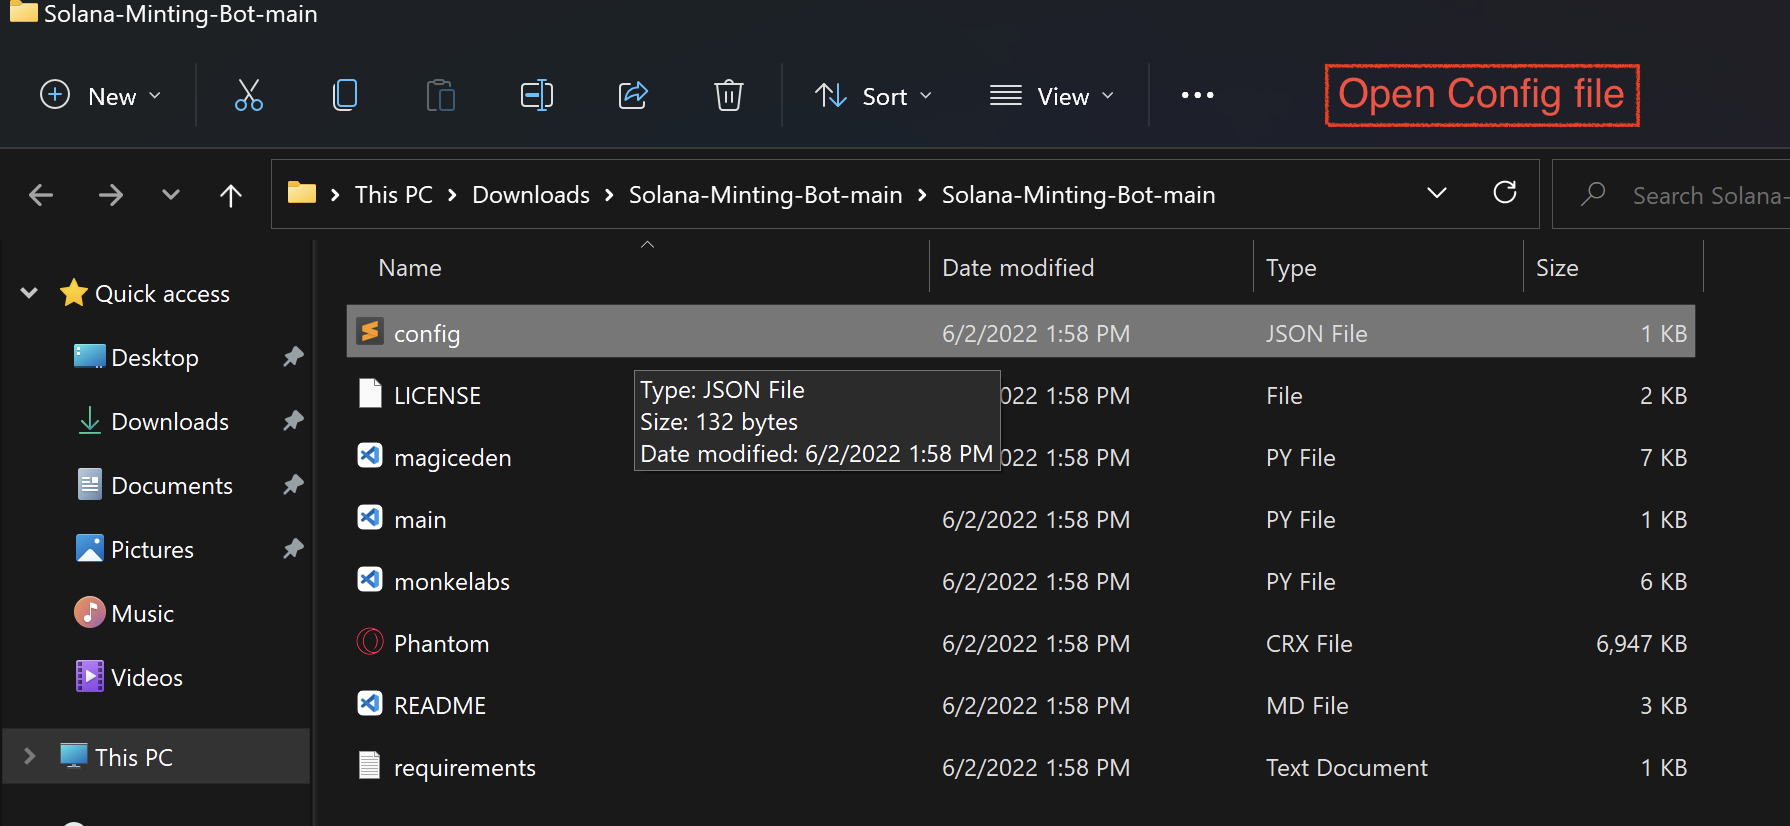 Solana-Minting-Bot-main
New
Sort
View
Open Config file
This PC
Downloads
Solana-Minting-Bot-main
Solana-Minting-Bot-main
Search Solana-
Name
Date modified
Type
Size
Quick access
Desktop
Downloads
Documents
Pictures
Music
Videos
This PC
config 6/2/2022 1:58 PM JSON File 1 KB
LICENSE 022 1:58 PM File 2 KB
Type: JSON File
Size: 132 bytes
Date modified: 6/2/2022 1:58 PM
magiceden 022 1:58 PM PY File 7 KB
main 6/2/2022 1:58 PM PY File 1 KB
monkelabs 6/2/2022 1:58 PM PY File 6 KB
Phantom 6/2/2022 1:58 PM CRX File 6,947 KB
README 6/2/2022 1:58 PM MD File 3 KB
requirements 6/2/2022 1:58 PM Text Document 1 KB